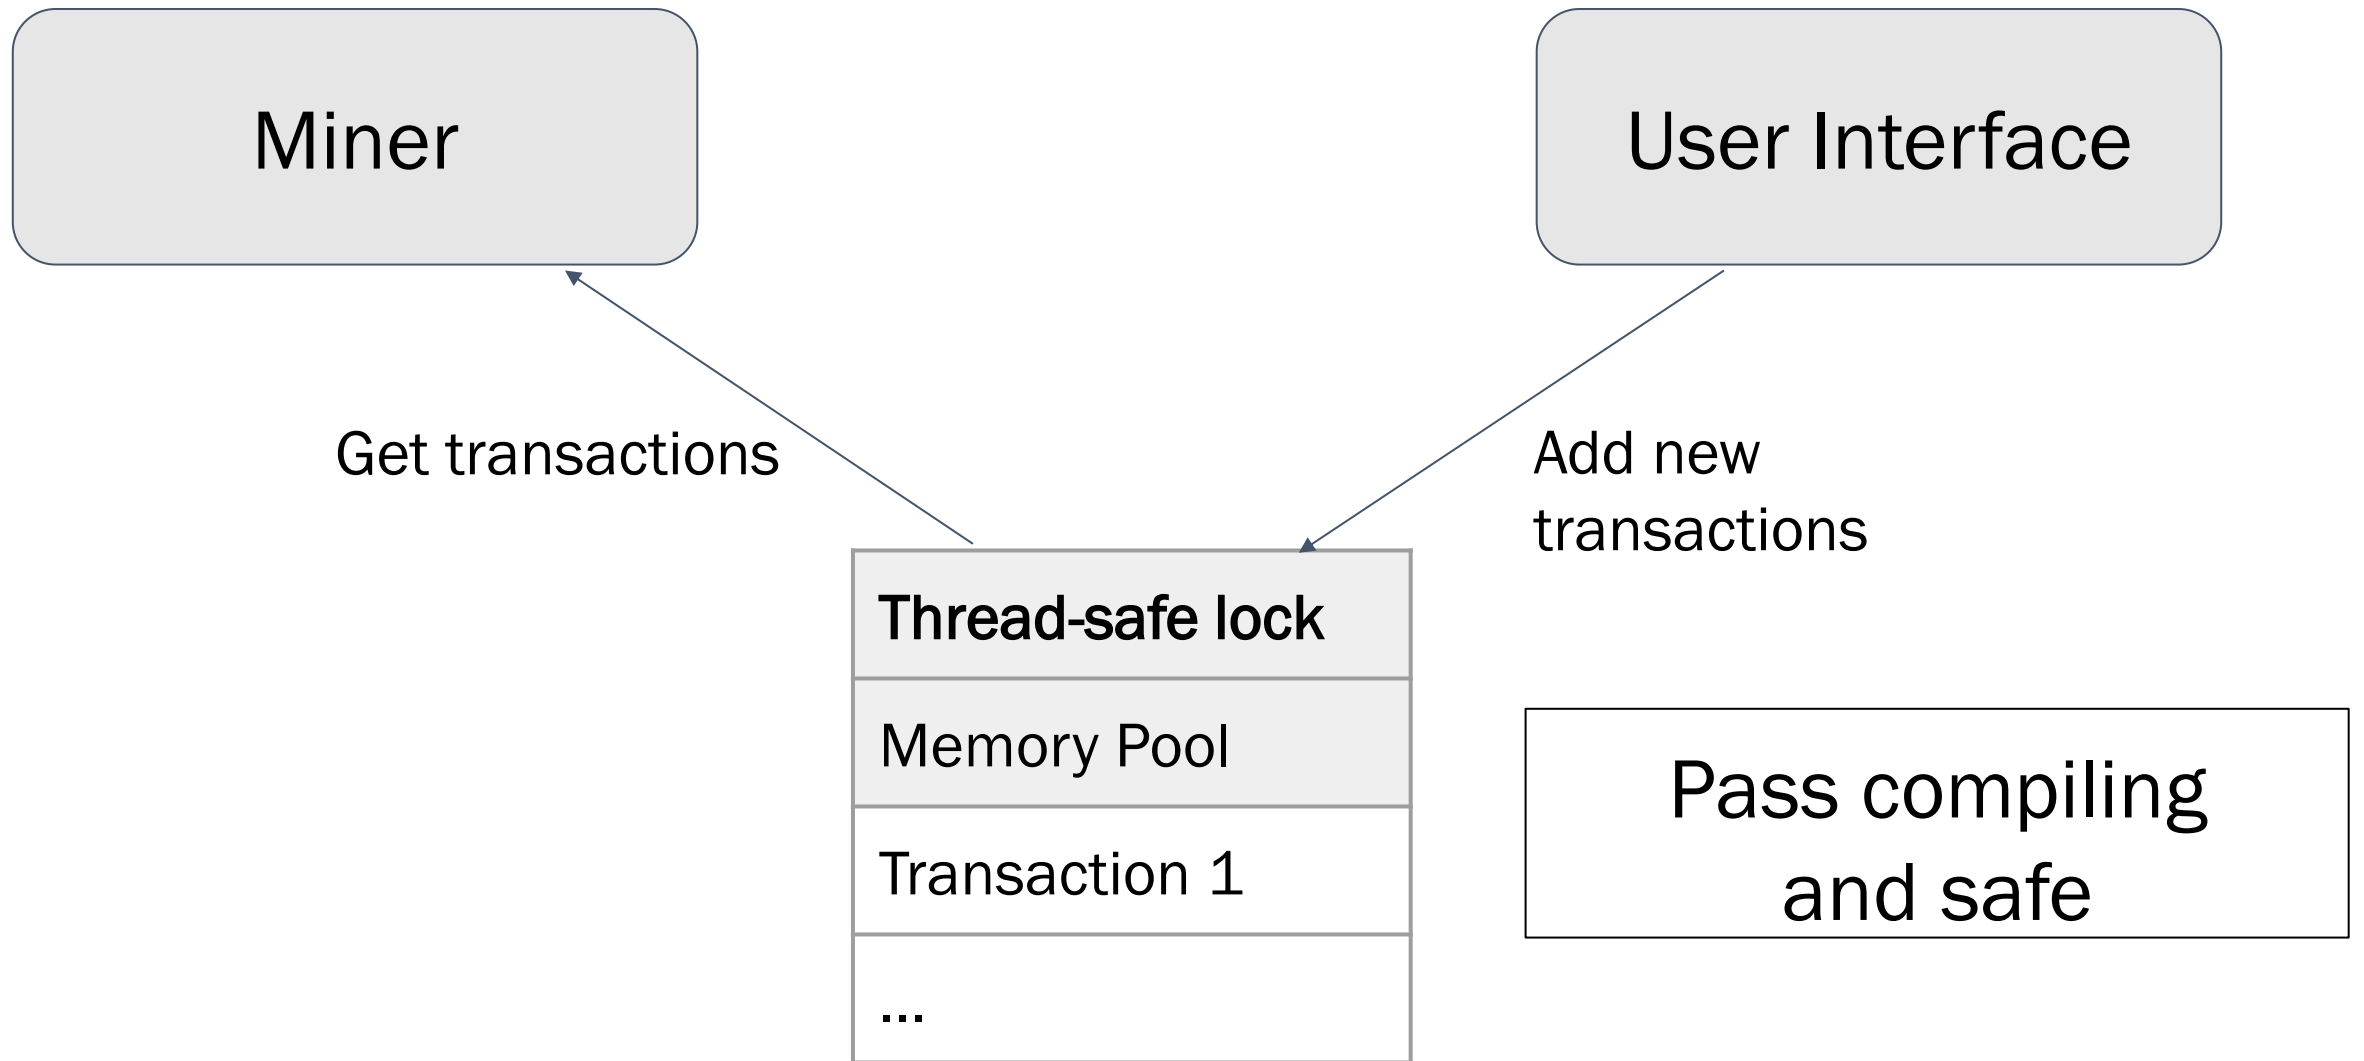 Miner
User Interface
Get transactions
Add new
transactions
Thread-safe lock
Memory Pool
Transaction 1
...
Pass compiling
and safe